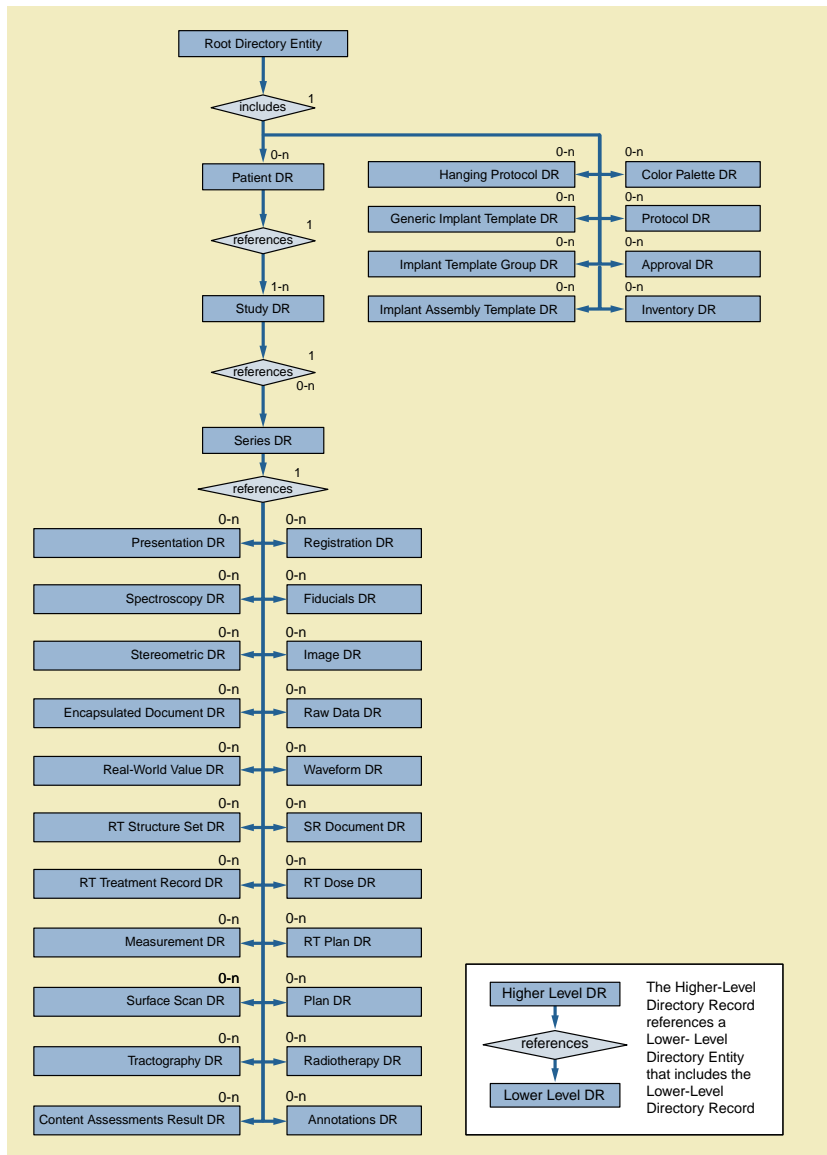 Root Directory Entity
includes
1
0-n
Patient DR
references
1
1-n
Study DR
references
1
0-n
Series DR
references
1
0-n 0-n
Hanging Protocol DR Color Palette DR
0-n 0-n
Generic Implant Template DR Protocol DR
0-n 0-n
Implant Template Group DR Approval DR
0-n 0-n
Implant Assembly Template DR Inventory DR
0-n 0-n
Presentation DR Registration DR
0-n 0-n
Spectroscopy DR Fiducials DR
0-n 0-n
Stereometric DR Image DR
0-n 0-n
Encapsulated Document DR Raw Data DR
0-n 0-n
Real-World Value DR Waveform DR
0-n 0-n
RT Structure Set DR SR Document DR
0-n 0-n
RT Treatment Record DR RT Dose DR
0-n 0-n
Measurement DR RT Plan DR
0-n 0-n
Surface Scan DR Plan DR
0-n 0-n
Tractography DR Radiotherapy DR
0-n 0-n
Content Assessments Result DR Annotations DR
Higher Level DR
references
Lower Level DR
The Higher-Level
Directory Record
references a
Lower- Level
Directory Entity
that includes the
Lower-Level
Directory Record